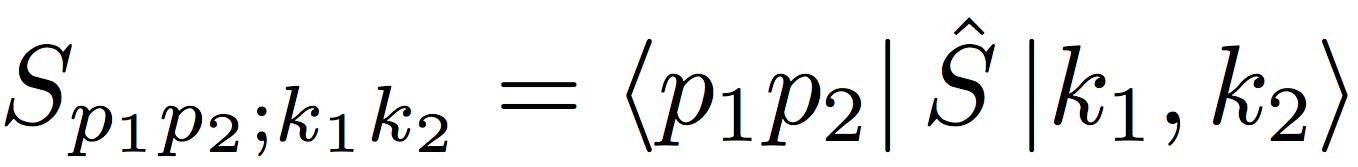 S_{p_1 p_2; k_1 k_2} = ⟨p_1 p_2| Ŝ |k_1, k_2⟩